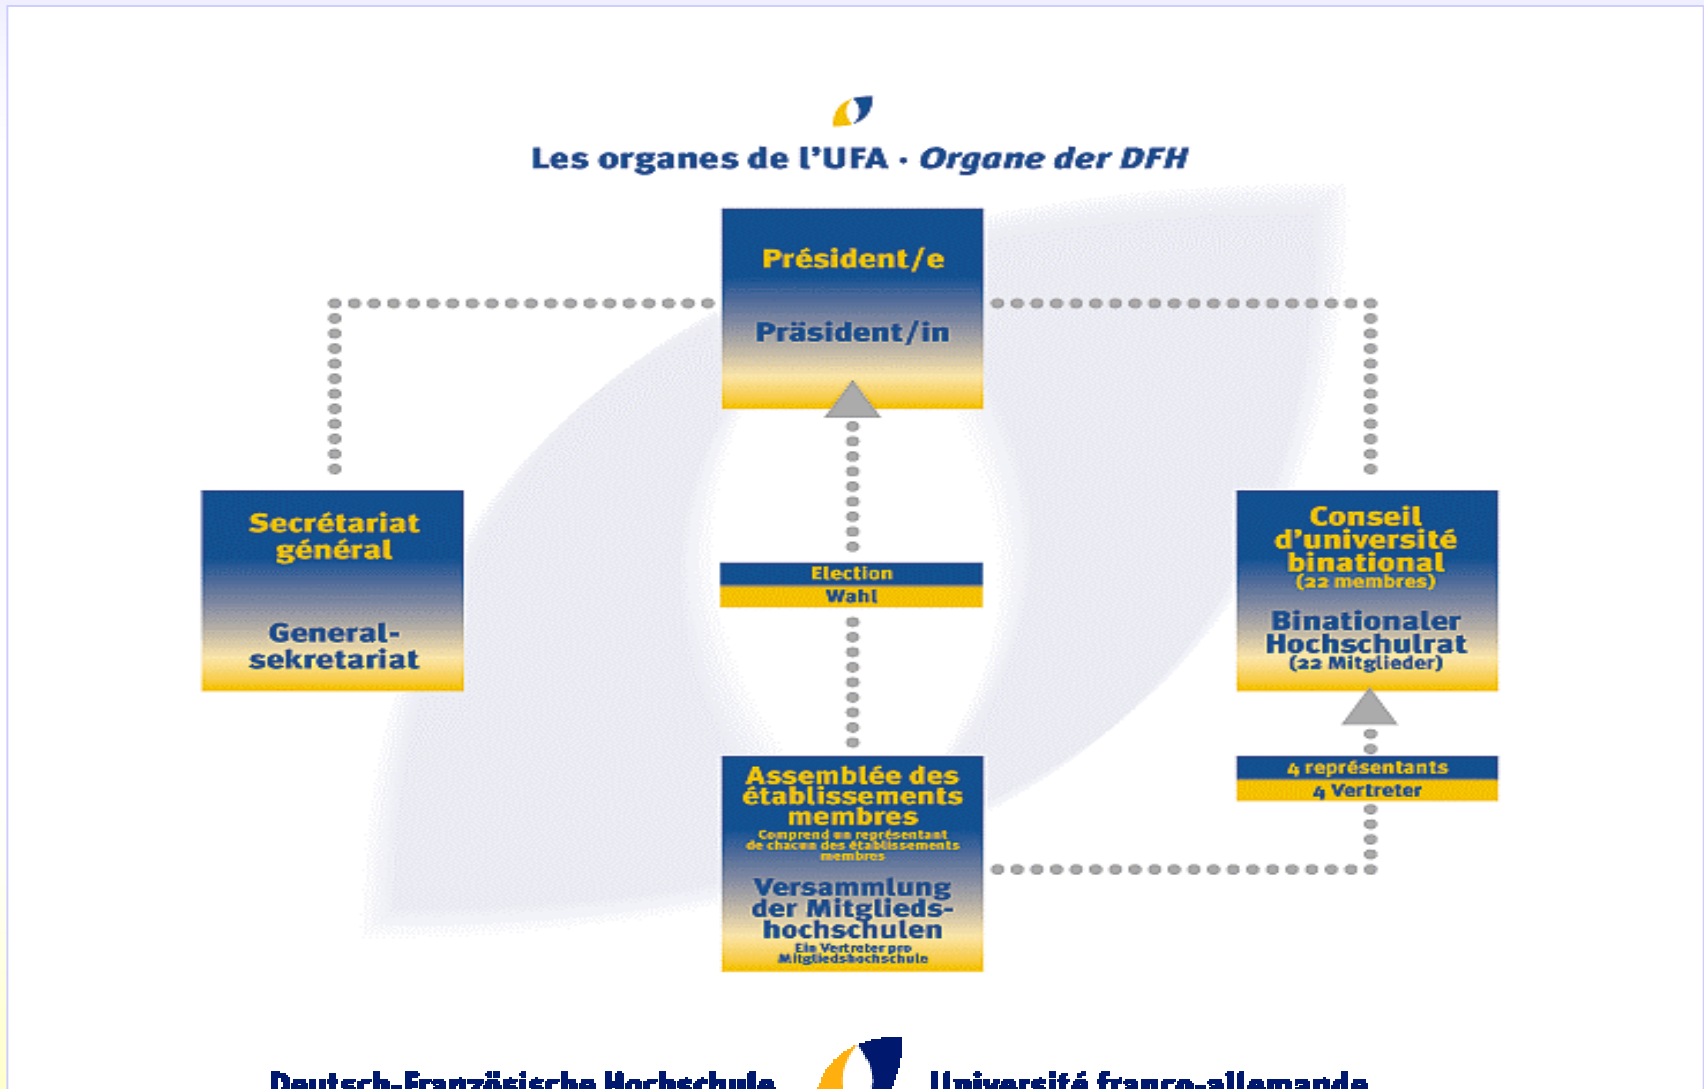 Les organes de l'UFA · Organe der DFH
Président/e
Präsident/in
Secrétariat
général
General-
sekretariat
Election
Wahl
Conseil
d'université
binational
(22 membres)
Binationaler
Hochschulrat
(22 Mitglieder)
4 représentants
4 Vertreter
Assemblée des
établissements
membres
Comprend un représentant
de chacun des établissements
membres
Versammlung
der Mitglieds-
hochschulen
Ein Vertreter pro
Mitgliedshochschule
Deutsch-Französische Hochschule
Université franco-allemande